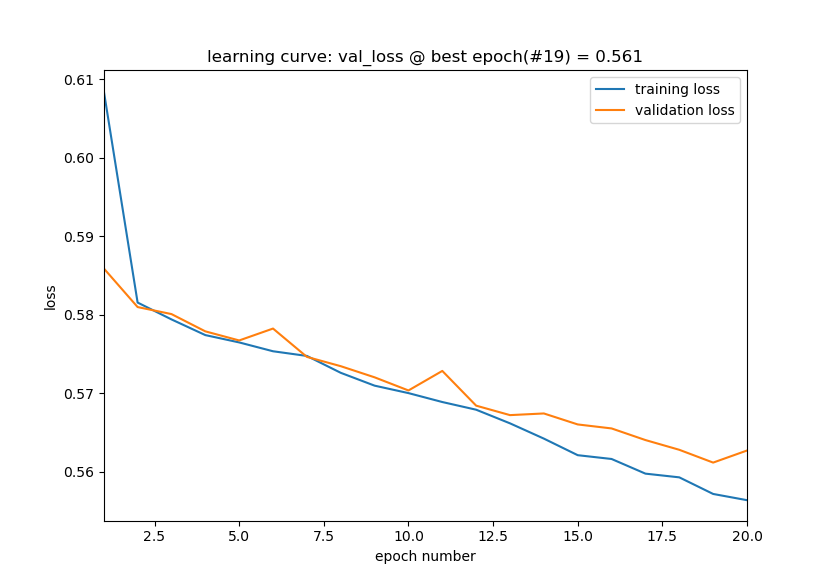 learning curve: val_loss @ best epoch(#19) = 0.561
training loss
validation loss
0.61
0.60
0.59
0.58
0.57
0.56
loss
2.5 5.0 7.5 10.0 12.5 15.0 17.5 20.0
epoch number